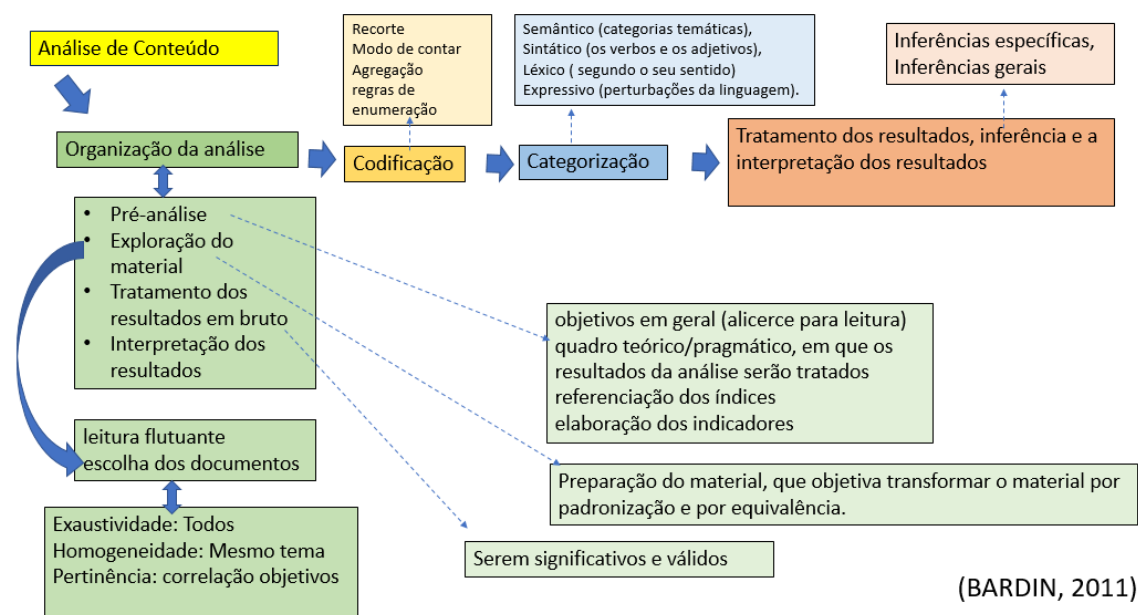 Análise de Conteúdo
Recorte
Modo de contar
Agregação
regras de
enumeração
Semântico (categorias temáticas),
Sintático (os verbos e os adjetivos),
Léxico ( segundo o seu sentido)
Expressivo (perturbações da linguagem).
Inferências específicas,
Inferências gerais
Organização da análise
Codificação
Categorização
Tratamento dos resultados, inferência e a
interpretação dos resultados
• Pré-análise
• Exploração do
material
• Tratamento dos
resultados em bruto
• Interpretação dos
resultados
objetivos em geral (alicerce para leitura)
quadro teórico/pragmático, em que os
resultados da análise serão tratados
referenciação dos índices
elaboração dos indicadores
leitura flutuante
escolha dos documentos
Preparação do material, que objetiva transformar o material por
padronização e por equivalência.
Exaustividade: Todos
Homogeneidade: Mesmo tema
Pertinência: correlação objetivos
Serem significativos e válidos
(BARDIN, 2011)